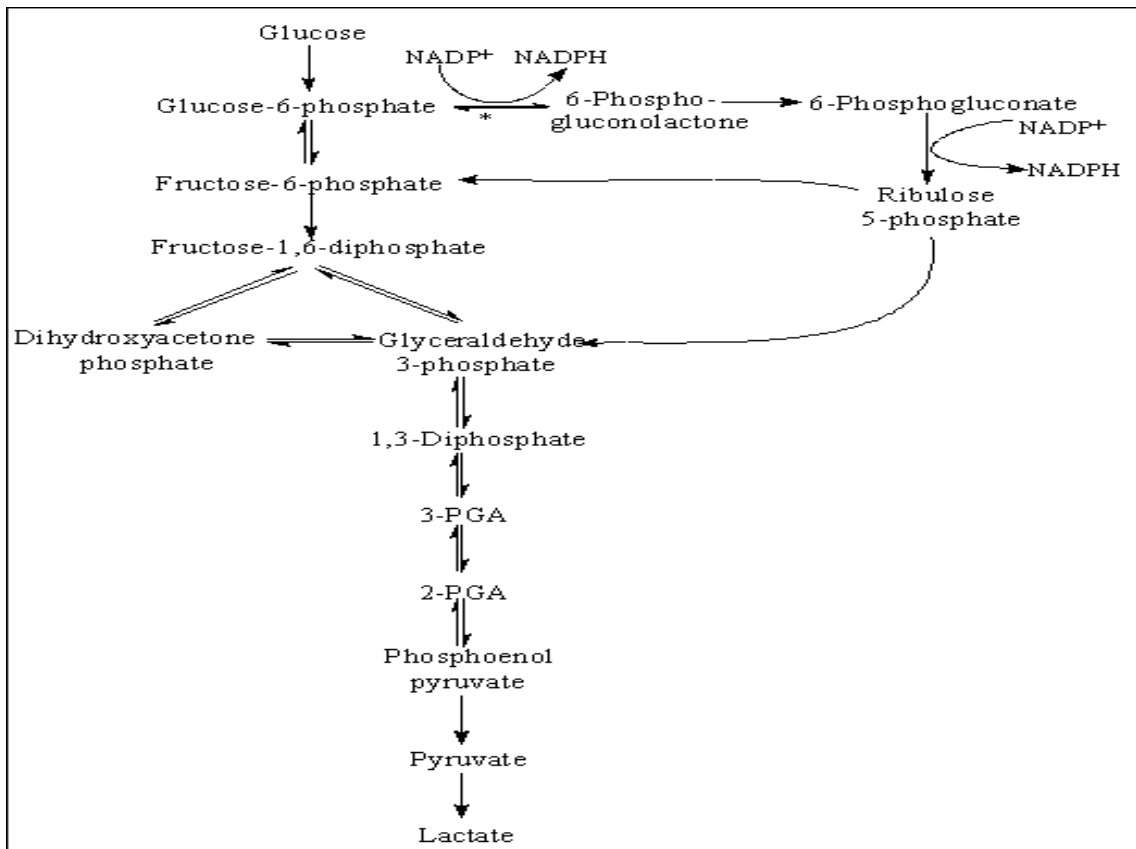 Glucose
NADP+ NADPH
Glucose-6-phosphate
*
6-Phospho-
gluconolactone
6-Phosphogluconate
NADP+
NADPH
Fructose-6-phosphate
Ribulose
5-phosphate
Fructose-1,6-diphosphate
Dihydroxyacetone
phosphate
Glyceraldehyde
3-phosphate
1,3-Diphosphate
3-PGA
2-PGA
Phosphoenol
pyruvate
Pyruvate
Lactate